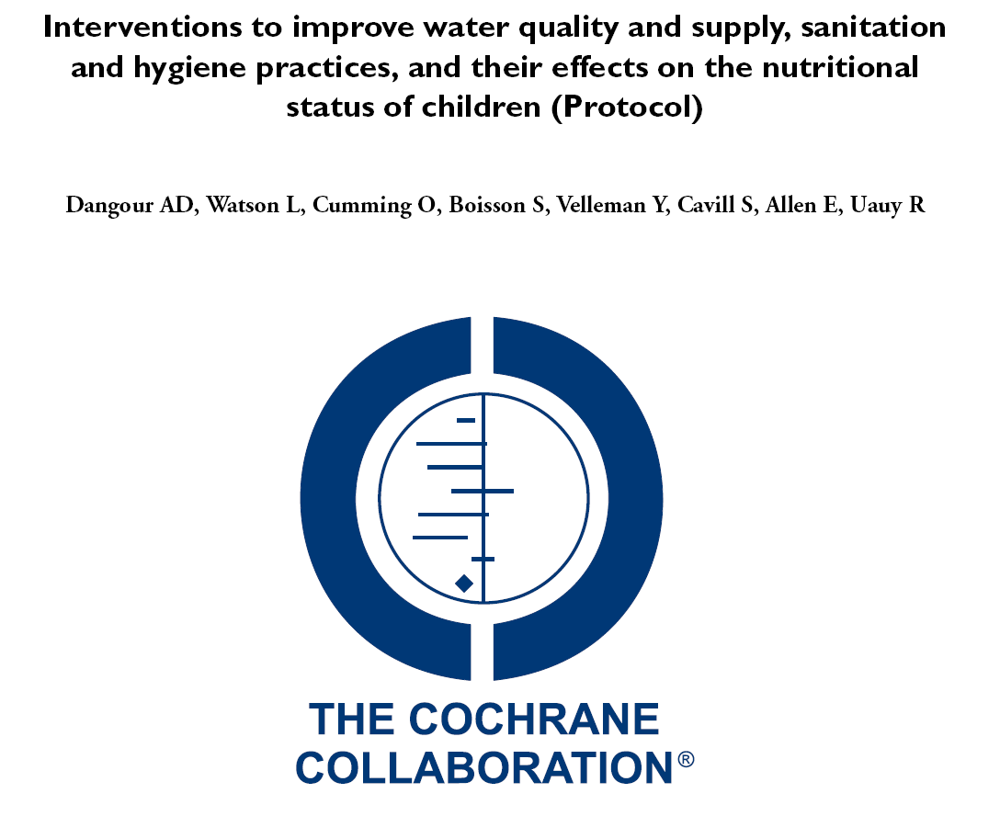 Interventions to improve water quality and supply, sanitation
and hygiene practices, and their effects on the nutritional
status of children (Protocol)
Dangour AD, Watson L, Cumming O, Boisson S, Velleman Y, Cavill S, Allen E, Uauy R
THE COCHRANE
COLLABORATION®